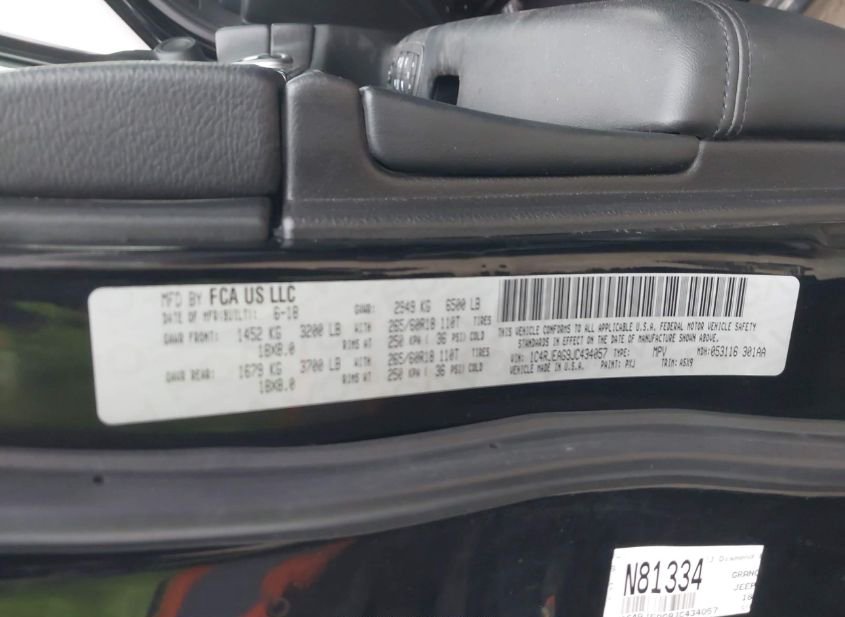 MFD BY FCA US LLC
DATE OF MFR(BUILT): 6-18 GVWR: 2949 KG 6500 LB
GAWR FRONT: 1452 KG 3200 LB WITH 265/60R18 110T TIRES
18X8.0 RIMS AT 250 KPA ( 36 PSI) COLD
GAWR REAR: 1679 KG 3700 LB WITH 265/60R18 110T TIRES
18X8.0 RIMS AT 250 KPA ( 36 PSI) COLD
THIS VEHICLE CONFORMS TO ALL APPLICABLE U.S.A. FEDERAL MOTOR VEHICLE SAFETY
STANDARDS IN EFFECT ON THE DATE OF MANUFACTURE SHOWN ABOVE.
VIN: 1C4RJEAG9JC434057 TYPE: MPV MDH:053116 301AA
VEHICLE MADE IN U.S.A. PAINT: PXJ TRIM: A5X9
N81334
GRAN
JEEP